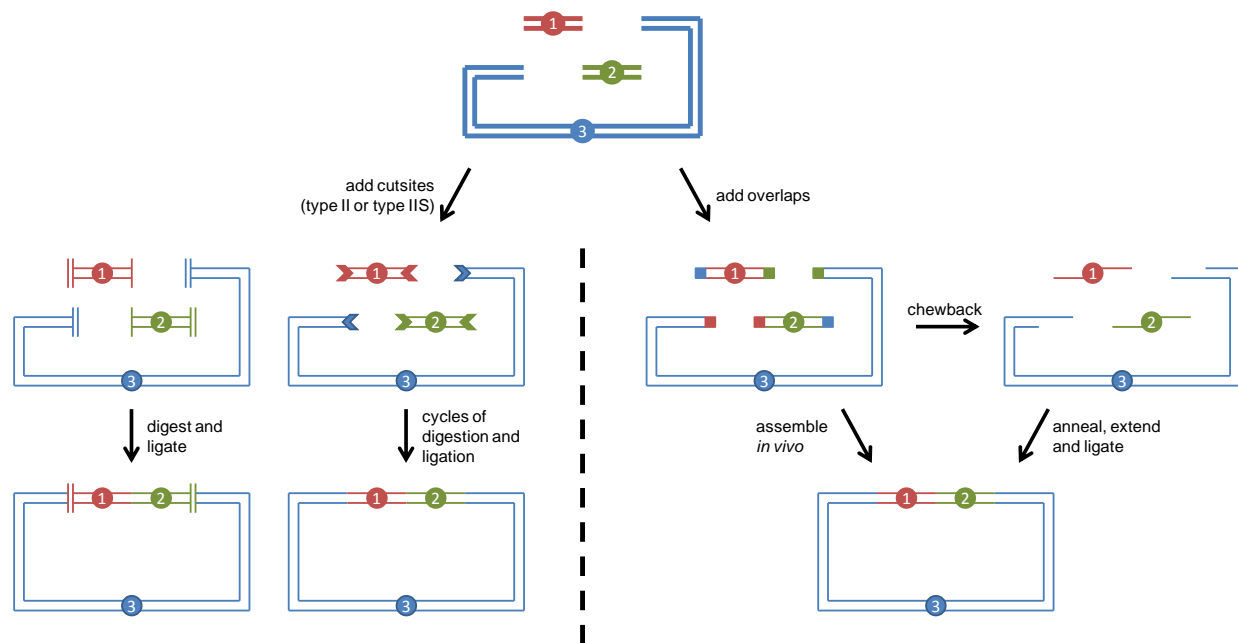 1
2
3
add cutsites
(type II or type IIS)
add overlaps
1
2
3
1
2
3
1
2
3
chewback
1
2
3
digest and
ligate
cycles of
digestion and
ligation
assemble
in vivo
anneal, extend
and ligate
1 2
3
1 2
3
1 2
3